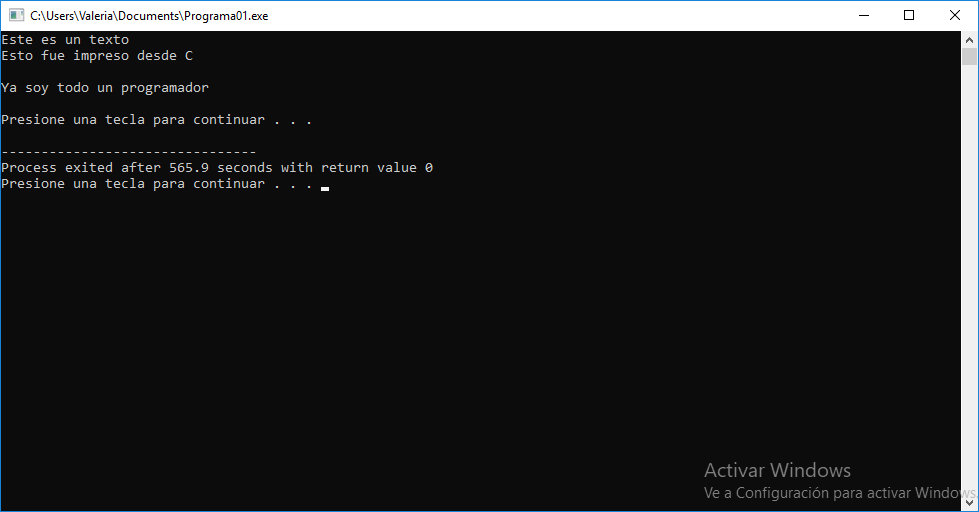 C:\Users\Valeria\Documents\Programa01.exe
Este es un texto
Esto fue impreso desde C
Ya soy todo un programador
Presione una tecla para continuar . . .
--------------------------------
Process exited after 565.9 seconds with return value 0
Presione una tecla para continuar . . .
Activar Windows
Ve a Configuración para activar Windows.